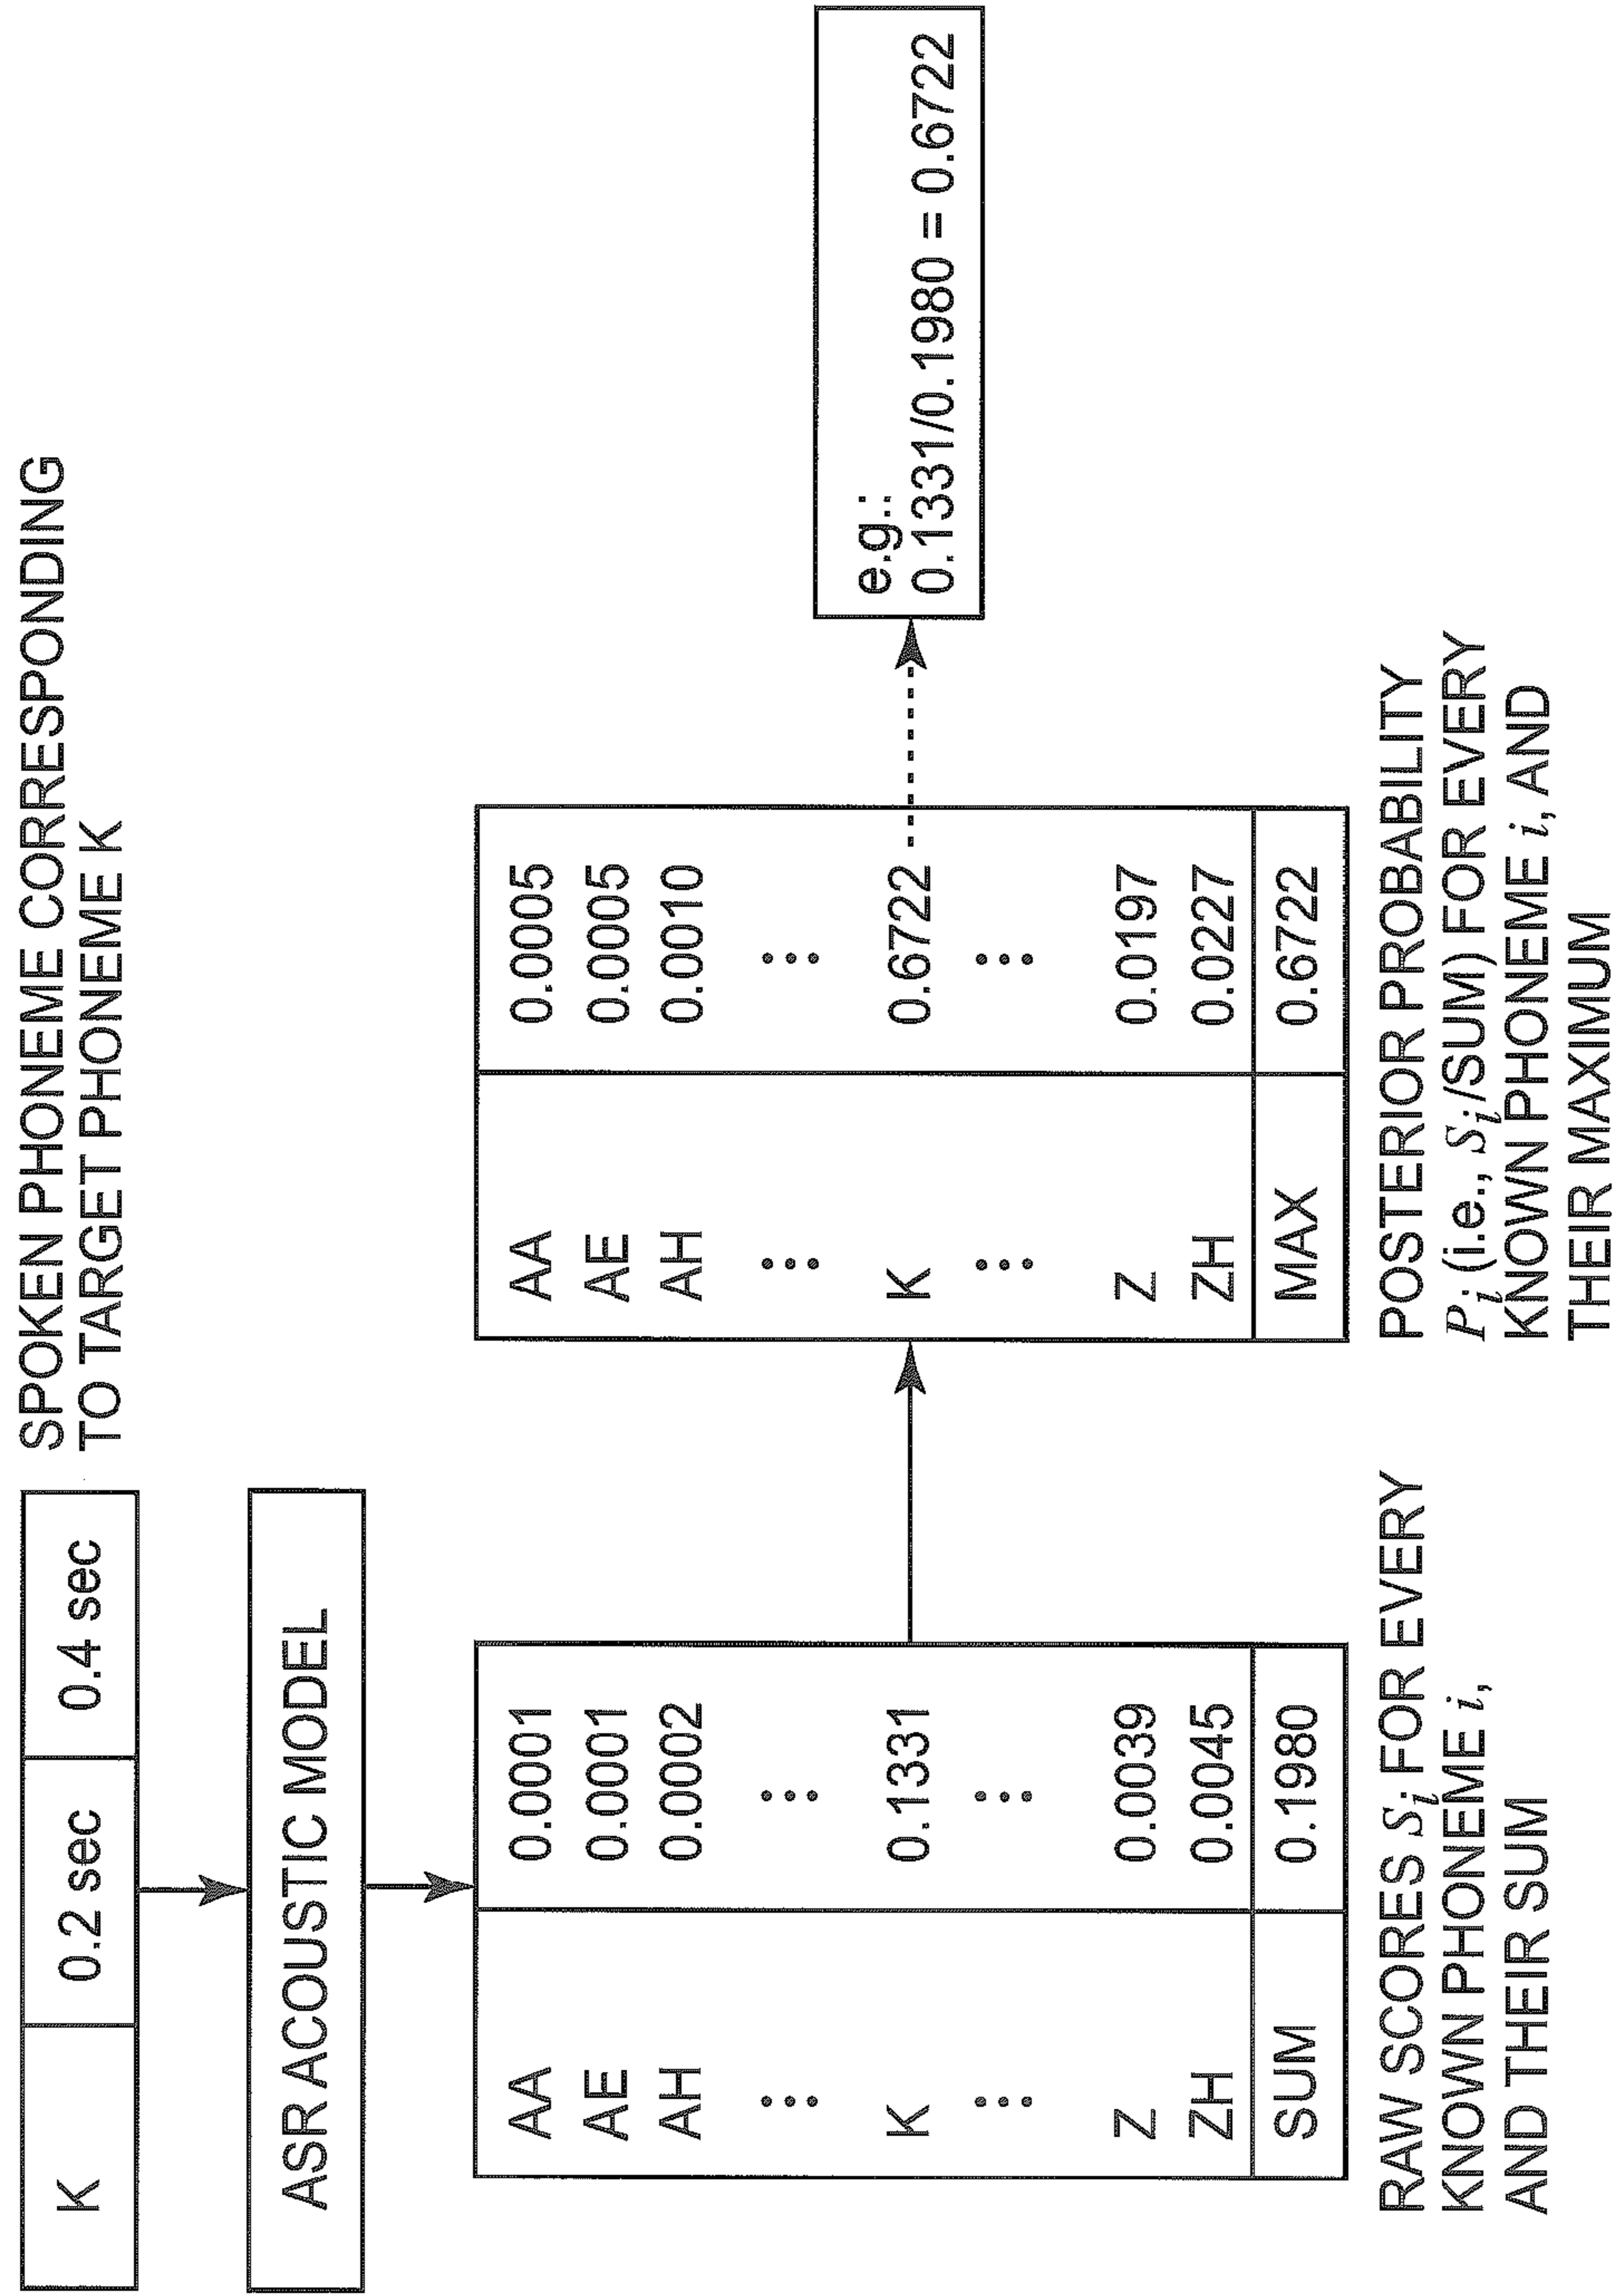 K 0.2 sec 0.4 sec
SPOKEN PHONEME CORRESPONDING
TO TARGET PHONEME K
ASR ACOUSTIC MODEL
AA 0.0001
AE 0.0001
AH 0.0002
⋮ ⋮
K 0.1331
⋮ ⋮
Z 0.0039
ZH 0.0045
SUM 0.1980
RAW SCORES S_i FOR EVERY
KNOWN PHONEME i,
AND THEIR SUM
AA 0.0005
AE 0.0005
AH 0.0010
⋮ ⋮
K 0.6722
⋮ ⋮
Z 0.0197
ZH 0.0227
MAX 0.6722
POSTERIOR PROBABILITY
P_i (i.e., S_i/SUM) FOR EVERY
KNOWN PHONEME i, AND
THEIR MAXIMUM
e.g.:
0.1331/0.1980 = 0.6722